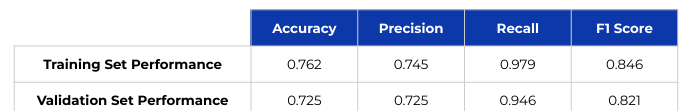 Accuracy Precision Recall F1 Score
Training Set Performance 0.762 0.745 0.979 0.846
Validation Set Performance 0.725 0.725 0.946 0.821